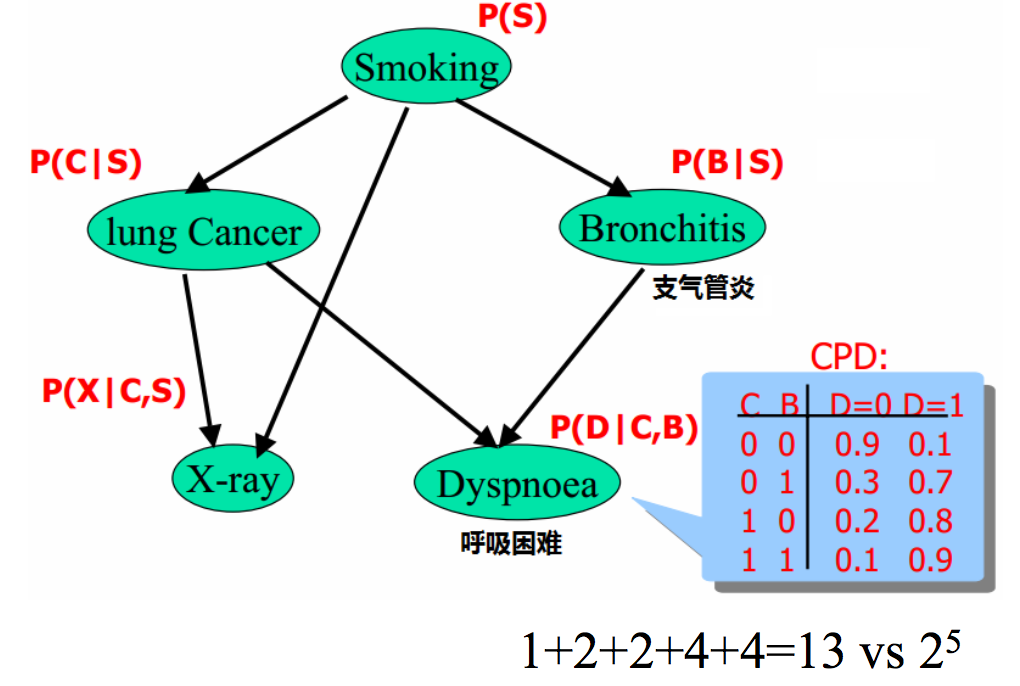 P(S)
Smoking
P(C|S)
P(B|S)
lung Cancer
Bronchitis
支气管炎
CPD:
P(X|C,S)
P(D|C,B)
C B D=0 D=1
0 0 0.9 0.1
0 1 0.3 0.7
1 0 0.2 0.8
1 1 0.1 0.9
X-ray
Dyspnoea
呼吸困难
1+2+2+4+4=13 vs 2⁵